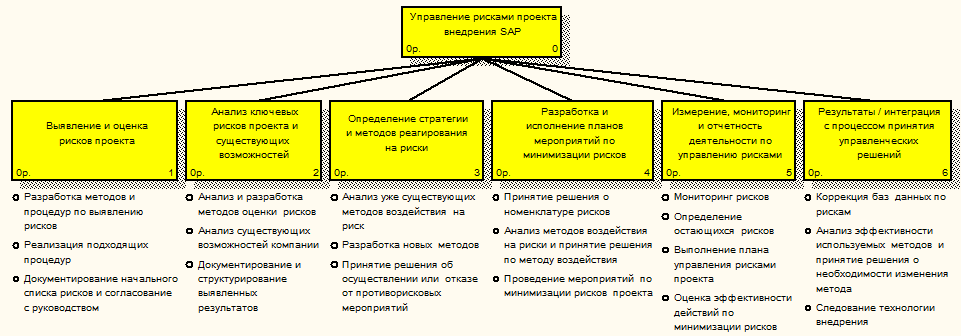 Управление рисками проекта
внедрения SAP
0р. 0
Выявление и оценка
рисков проекта
0р. 1
Анализ ключевых
рисков проекта и
существующих
возможностей
0р. 2
Определение стратегии
и методов реагирования
на риски
0р. 3
Разработка и
исполнение планов
мероприятий по
минимизации рисков
0р. 4
Измерение, мониторинг
и отчетность
деятельности по
управлению рисками
0р. 5
Результаты / интеграция
с процессом принятия
управленческих
решений
0р. 6
Разработка методов и
процедур по выявлению
рисков
Реализация подходящих
процедур
Документирование начального
списка рисков и согласование
с руководством
Анализ и разработка
методов оценки рисков
Анализ существующих
возможностей компании
Документирование и
структурирование
выявленных
результатов
Анализ уже существующих
методов воздействия на
риск
Разработка новых методов
Принятие решения об
осуществлении или отказе
от противорисковых
мероприятий
Принятие решения о
номенклатуре рисков
Анализ методов воздействия
на риски и принятие решения
по методу воздействия
Проведение мероприятий по
минимизации рисков проекта
Мониторинг рисков
Определение
остающихся рисков
Выполнение плана
управления рисками
проекта
Оценка эффективности
действий по
минимизации рисков
Коррекция баз данных по
рискам
Анализ эффективности
используемых методов и
принятие решения о
необходимости изменения
метода
Следование технологии
внедрения